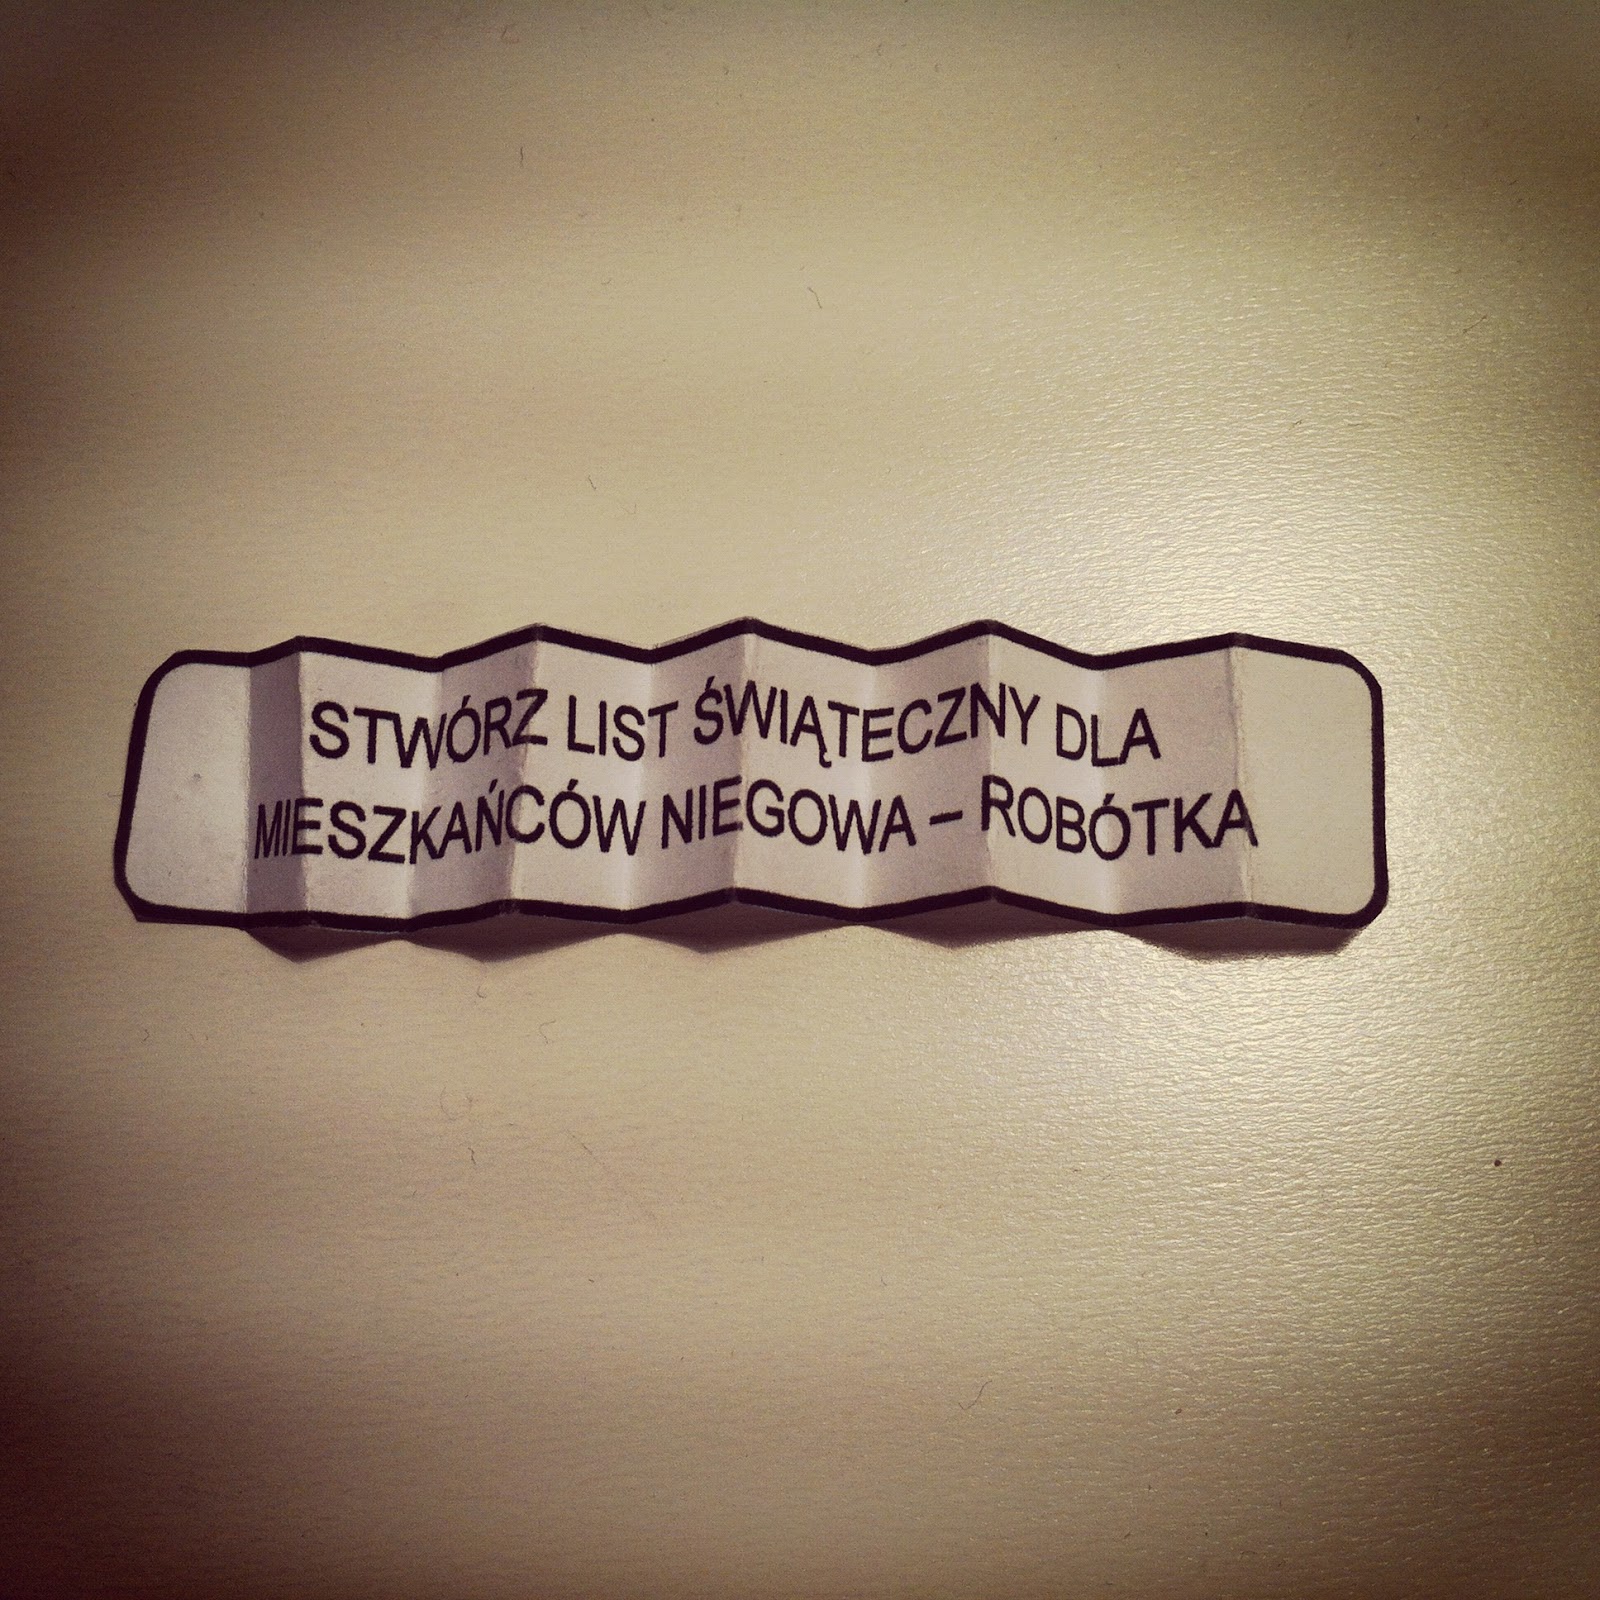 STWÓRZ LIST ŚWIĄTECZNY DLA
MIESZKAŃCÓW NIEGOWA – ROBÓTKA